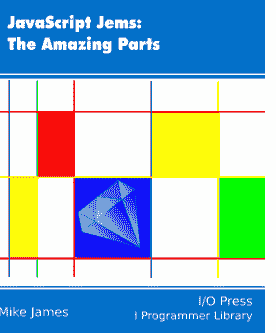 JavaScript Jems:
The Amazing Parts
Mike James
I/O Press
I Programmer Library